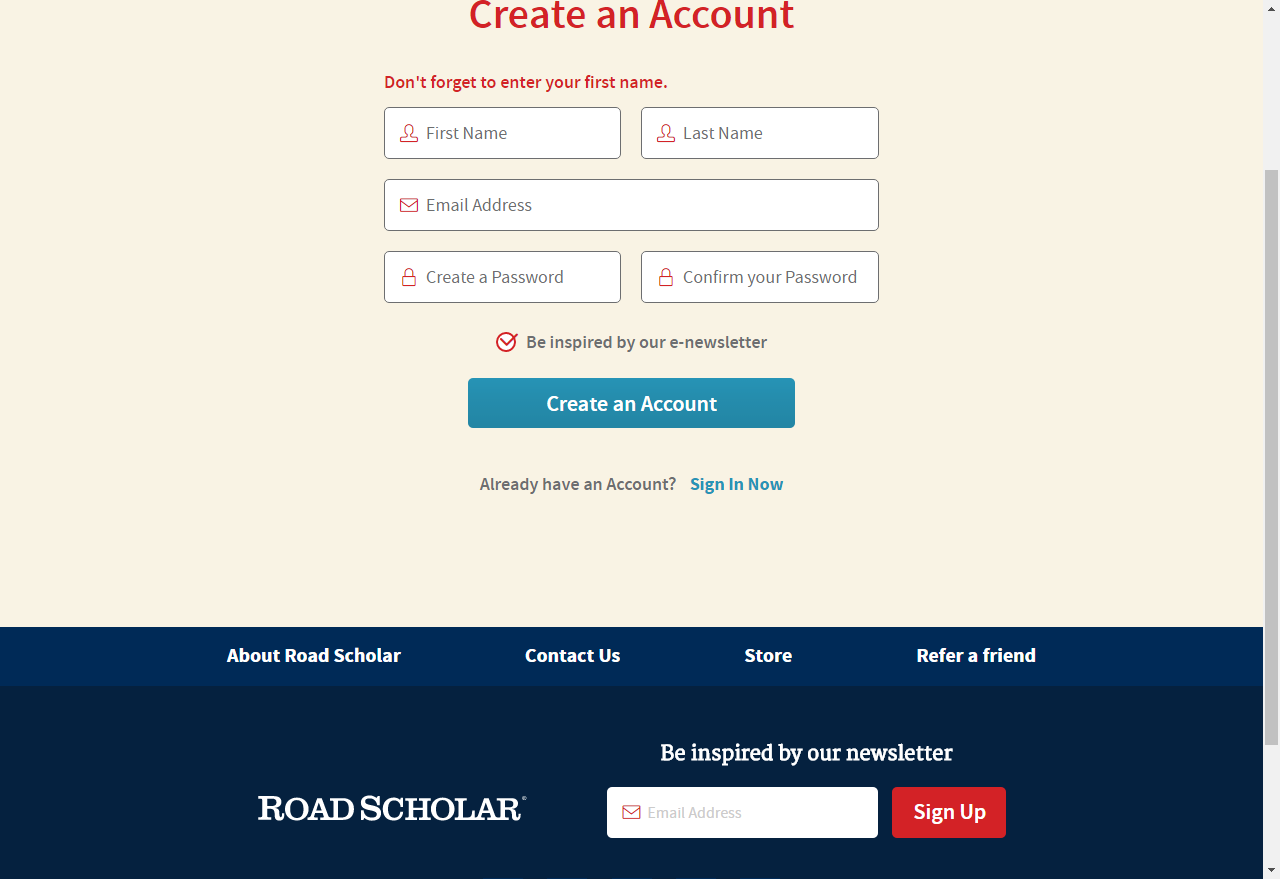 Create an Account
Don't forget to enter your first name.
First Name
Last Name
Email Address
Create a Password
Confirm your Password
Be inspired by our e-newsletter
Create an Account
Already have an Account? Sign In Now
About Road Scholar
Contact Us
Store
Refer a friend
Be inspired by our newsletter
ROAD SCHOLAR®
Email Address
Sign Up